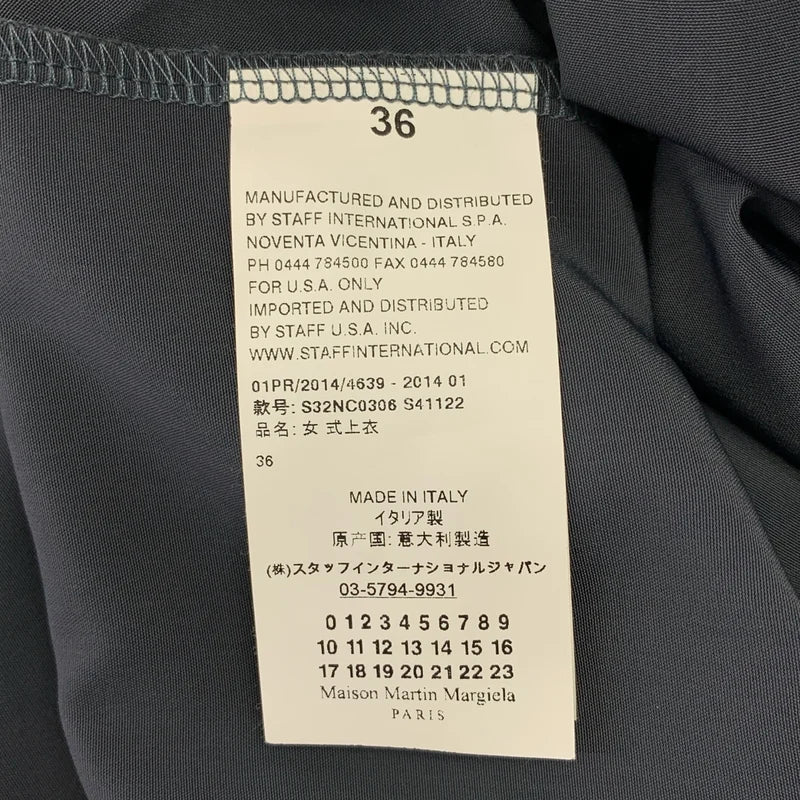 36
MANUFACTURED AND DISTRIBUTED
BY STAFF INTERNATIONAL S.P.A.
NOVENTA VICENTINA - ITALY
PH 0444 784500 FAX 0444 784580
FOR U.S.A. ONLY
IMPORTED AND DISTRIBUTED
BY STAFF U.S.A. INC.
WWW.STAFFINTERNATIONAL.COM
01PR/2014/4639 - 2014 01
款号: S32NC0306 S41122
品名: 女 式上衣
36
MADE IN ITALY
イタリア製
原产国: 意大利製造
(株)スタッフインターナショナルジャパン
03-5794-9931
0 1 2 3 4 5 6 7 8 9
10 11 12 13 14 15 16
17 18 19 20 21 22 23
Maison Martin Margiela
PARIS